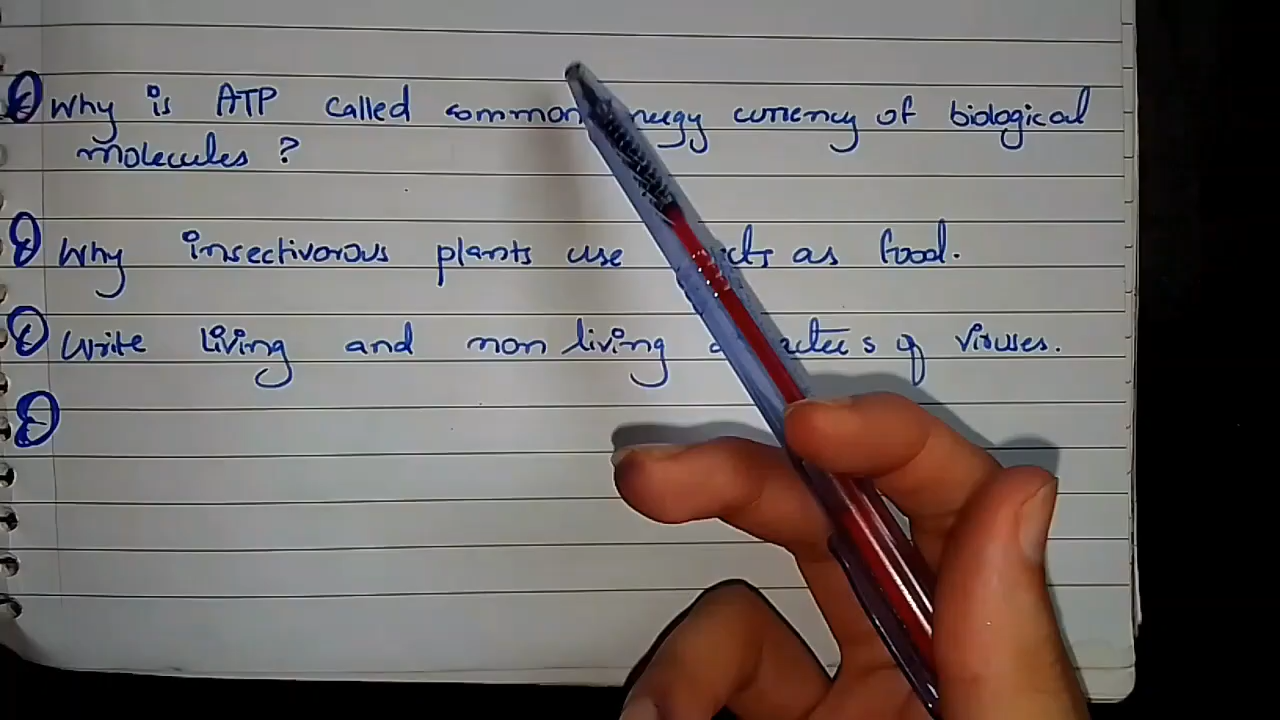 Q Why is ATP called common currency of biological
molecules ?
Q Why insectivorous plants use as food.
Q Write living and non living of viruses.
Q